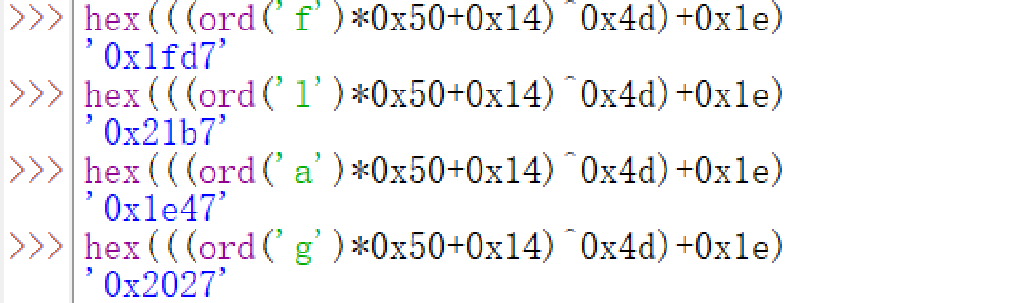 >>> hex(((ord('f')*0x50+0x14)^0x4d)+0x1e)
'0x1fd7'
>>> hex(((ord('l')*0x50+0x14)^0x4d)+0x1e)
'0x21b7'
>>> hex(((ord('a')*0x50+0x14)^0x4d)+0x1e)
'0x1e47'
>>> hex(((ord('g')*0x50+0x14)^0x4d)+0x1e)
'0x2027'